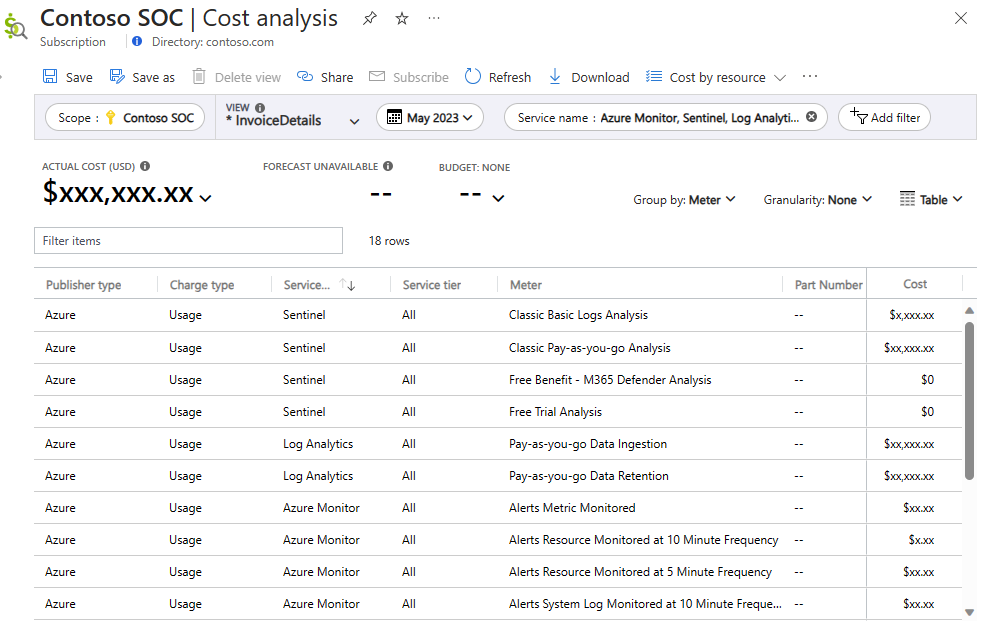 Contoso SOC | Cost analysis
Subscription Directory: contoso.com
Save Save as Delete view Share Subscribe Refresh Download Cost by resource
Scope : Contoso SOC VIEW * InvoiceDetails May 2023 Service name : Azure Monitor, Sentinel, Log Analyti... Add filter
ACTUAL COST (USD) FORECAST UNAVAILABLE BUDGET: NONE
$xxx,xxx.xx -- --
Group by: Meter Granularity: None Table
Filter items 18 rows
Publisher type Charge type Service... Service tier Meter Part Number Cost
Azure Usage Sentinel All Classic Basic Logs Analysis -- $x,xxx.xx
Azure Usage Sentinel All Classic Pay-as-you-go Analysis -- $xx,xxx.xx
Azure Usage Sentinel All Free Benefit - M365 Defender Analysis -- $0
Azure Usage Sentinel All Free Trial Analysis -- $0
Azure Usage Log Analytics All Pay-as-you-go Data Ingestion -- $xx,xxx.xx
Azure Usage Log Analytics All Pay-as-you-go Data Retention -- $xx,xxx.xx
Azure Usage Azure Monitor All Alerts Metric Monitored -- $xx.xx
Azure Usage Azure Monitor All Alerts Resource Monitored at 10 Minute Frequency -- $x.xx
Azure Usage Azure Monitor All Alerts Resource Monitored at 5 Minute Frequency -- $xx.xx
Azure Usage Azure Monitor All Alerts System Log Monitored at 10 Minute Freque... -- $xx.xx